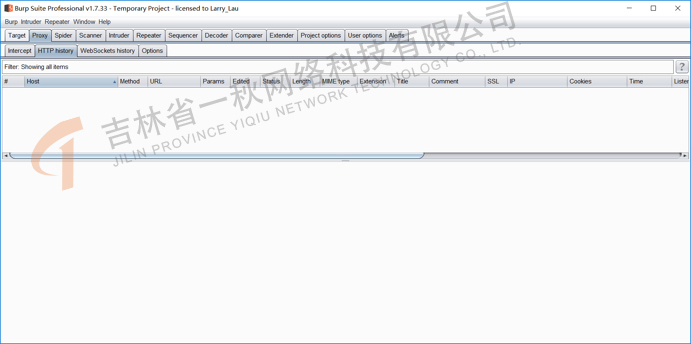 Burp Suite Professional v1.7.33 - Temporary Project - licensed to Larry_Lau
Burp Intruder Repeater Window Help
Target Proxy Spider Scanner Intruder Repeater Sequencer Decoder Comparer Extender Project options User options Alerts
Intercept HTTP history WebSockets history Options
Filter: Showing all items ?
# Host Method URL Params Edited Status Length MIME type Extension Title Comment SSL IP Cookies Time Listen
吉林省一秋网络科技有限公司
JILIN PROVINCE YIQIU NETWORK TECHNOLOGY CO., LTD.